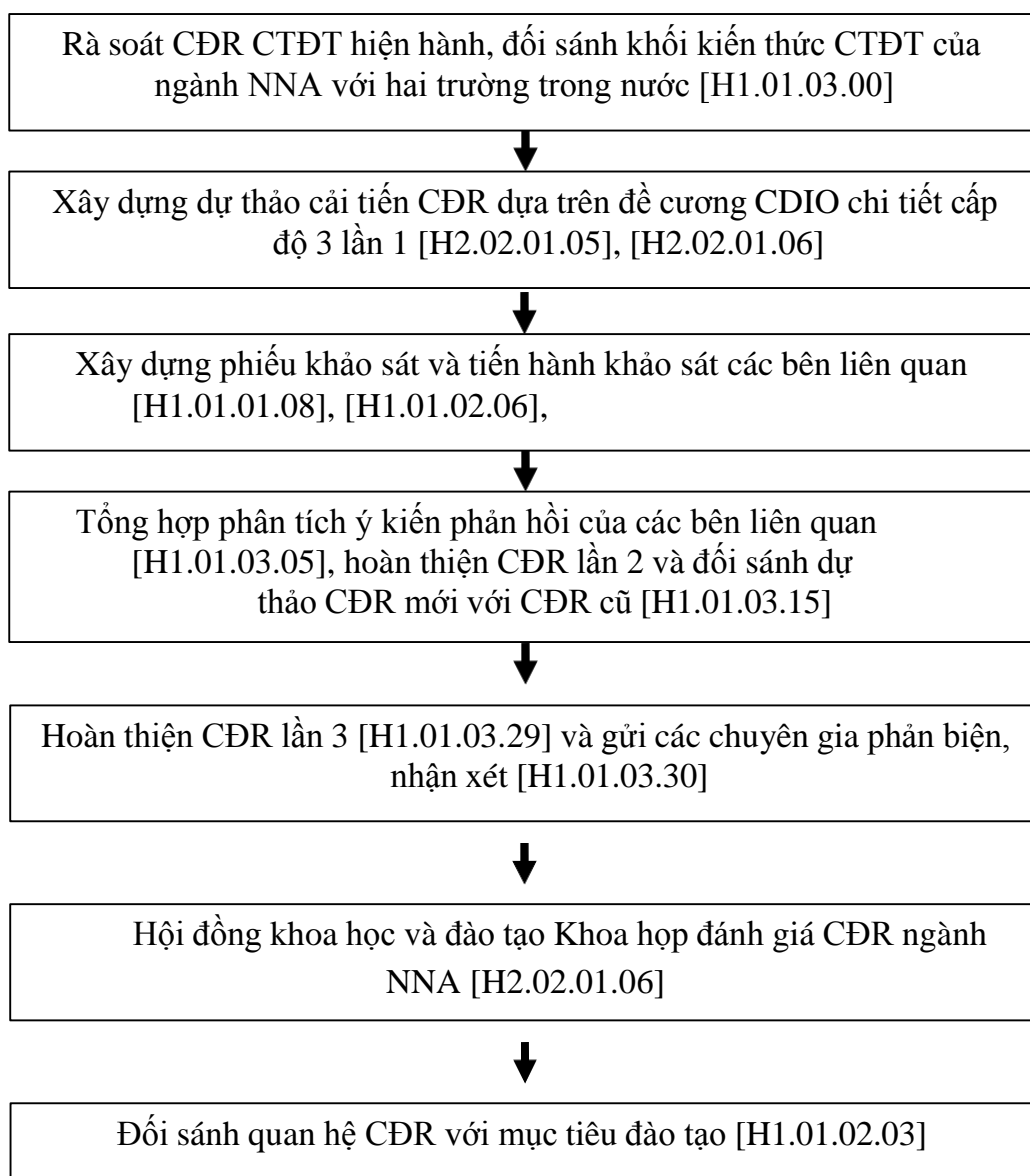 Rà soát CĐR CTĐT hiện hành, đối sánh khối kiến thức CTĐT của
ngành NNA với hai trường trong nước [H1.01.03.00]
Xây dựng dự thảo cải tiến CĐR dựa trên đề cương CDIO chi tiết cấp
độ 3 lần 1 [H2.02.01.05], [H2.02.01.06]
Xây dựng phiếu khảo sát và tiến hành khảo sát các bên liên quan
[H1.01.01.08], [H1.01.02.06],
Tổng hợp phân tích ý kiến phản hồi của các bên liên quan
[H1.01.03.05], hoàn thiện CĐR lần 2 và đối sánh dự
thảo CĐR mới với CĐR cũ [H1.01.03.15]
Hoàn thiện CĐR lần 3 [H1.01.03.29] và gửi các chuyên gia phản biện,
nhận xét [H1.01.03.30]
Hội đồng khoa học và đào tạo Khoa họp đánh giá CĐR ngành
NNA [H2.02.01.06]
Đối sánh quan hệ CĐR với mục tiêu đào tạo [H1.01.02.03]